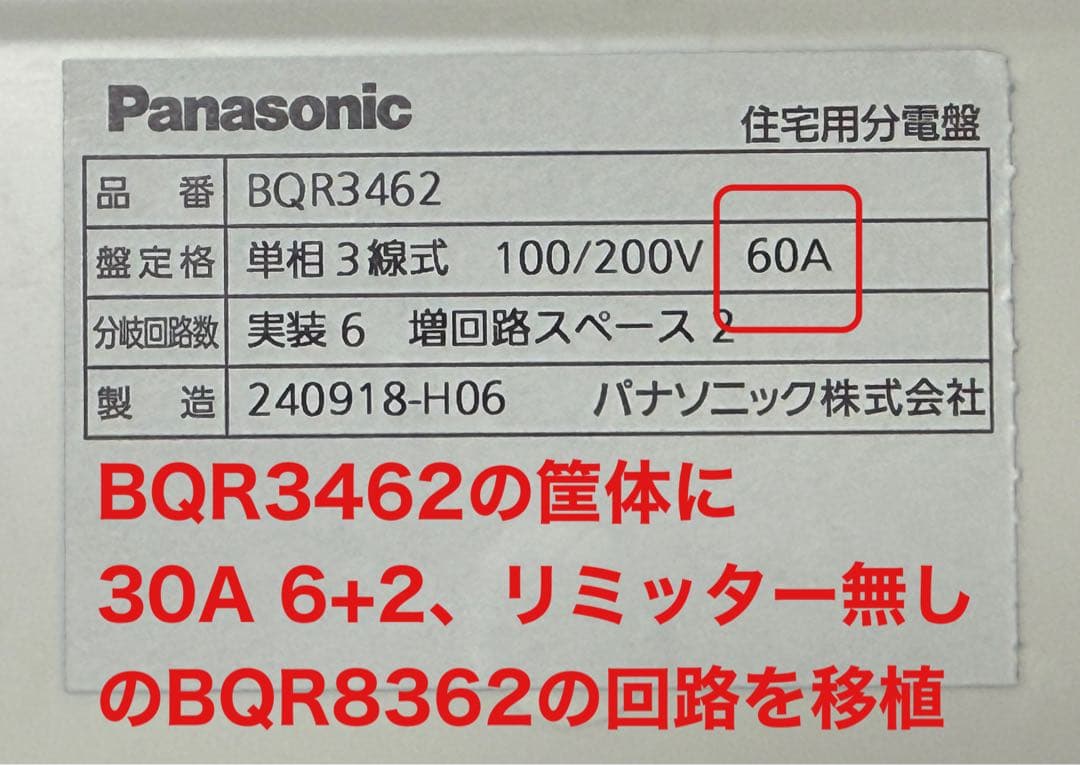 Panasonic
住宅用分電盤
品番 BQR3462
盤定格 単相3線式 100/200V 60A
分岐回路数 実装6 増回路スペース2
製造 240918-H06 パナソニック株式会社
BQR3462の筐体に
30A 6+2、リミッター無し
のBQR8362の回路を移植